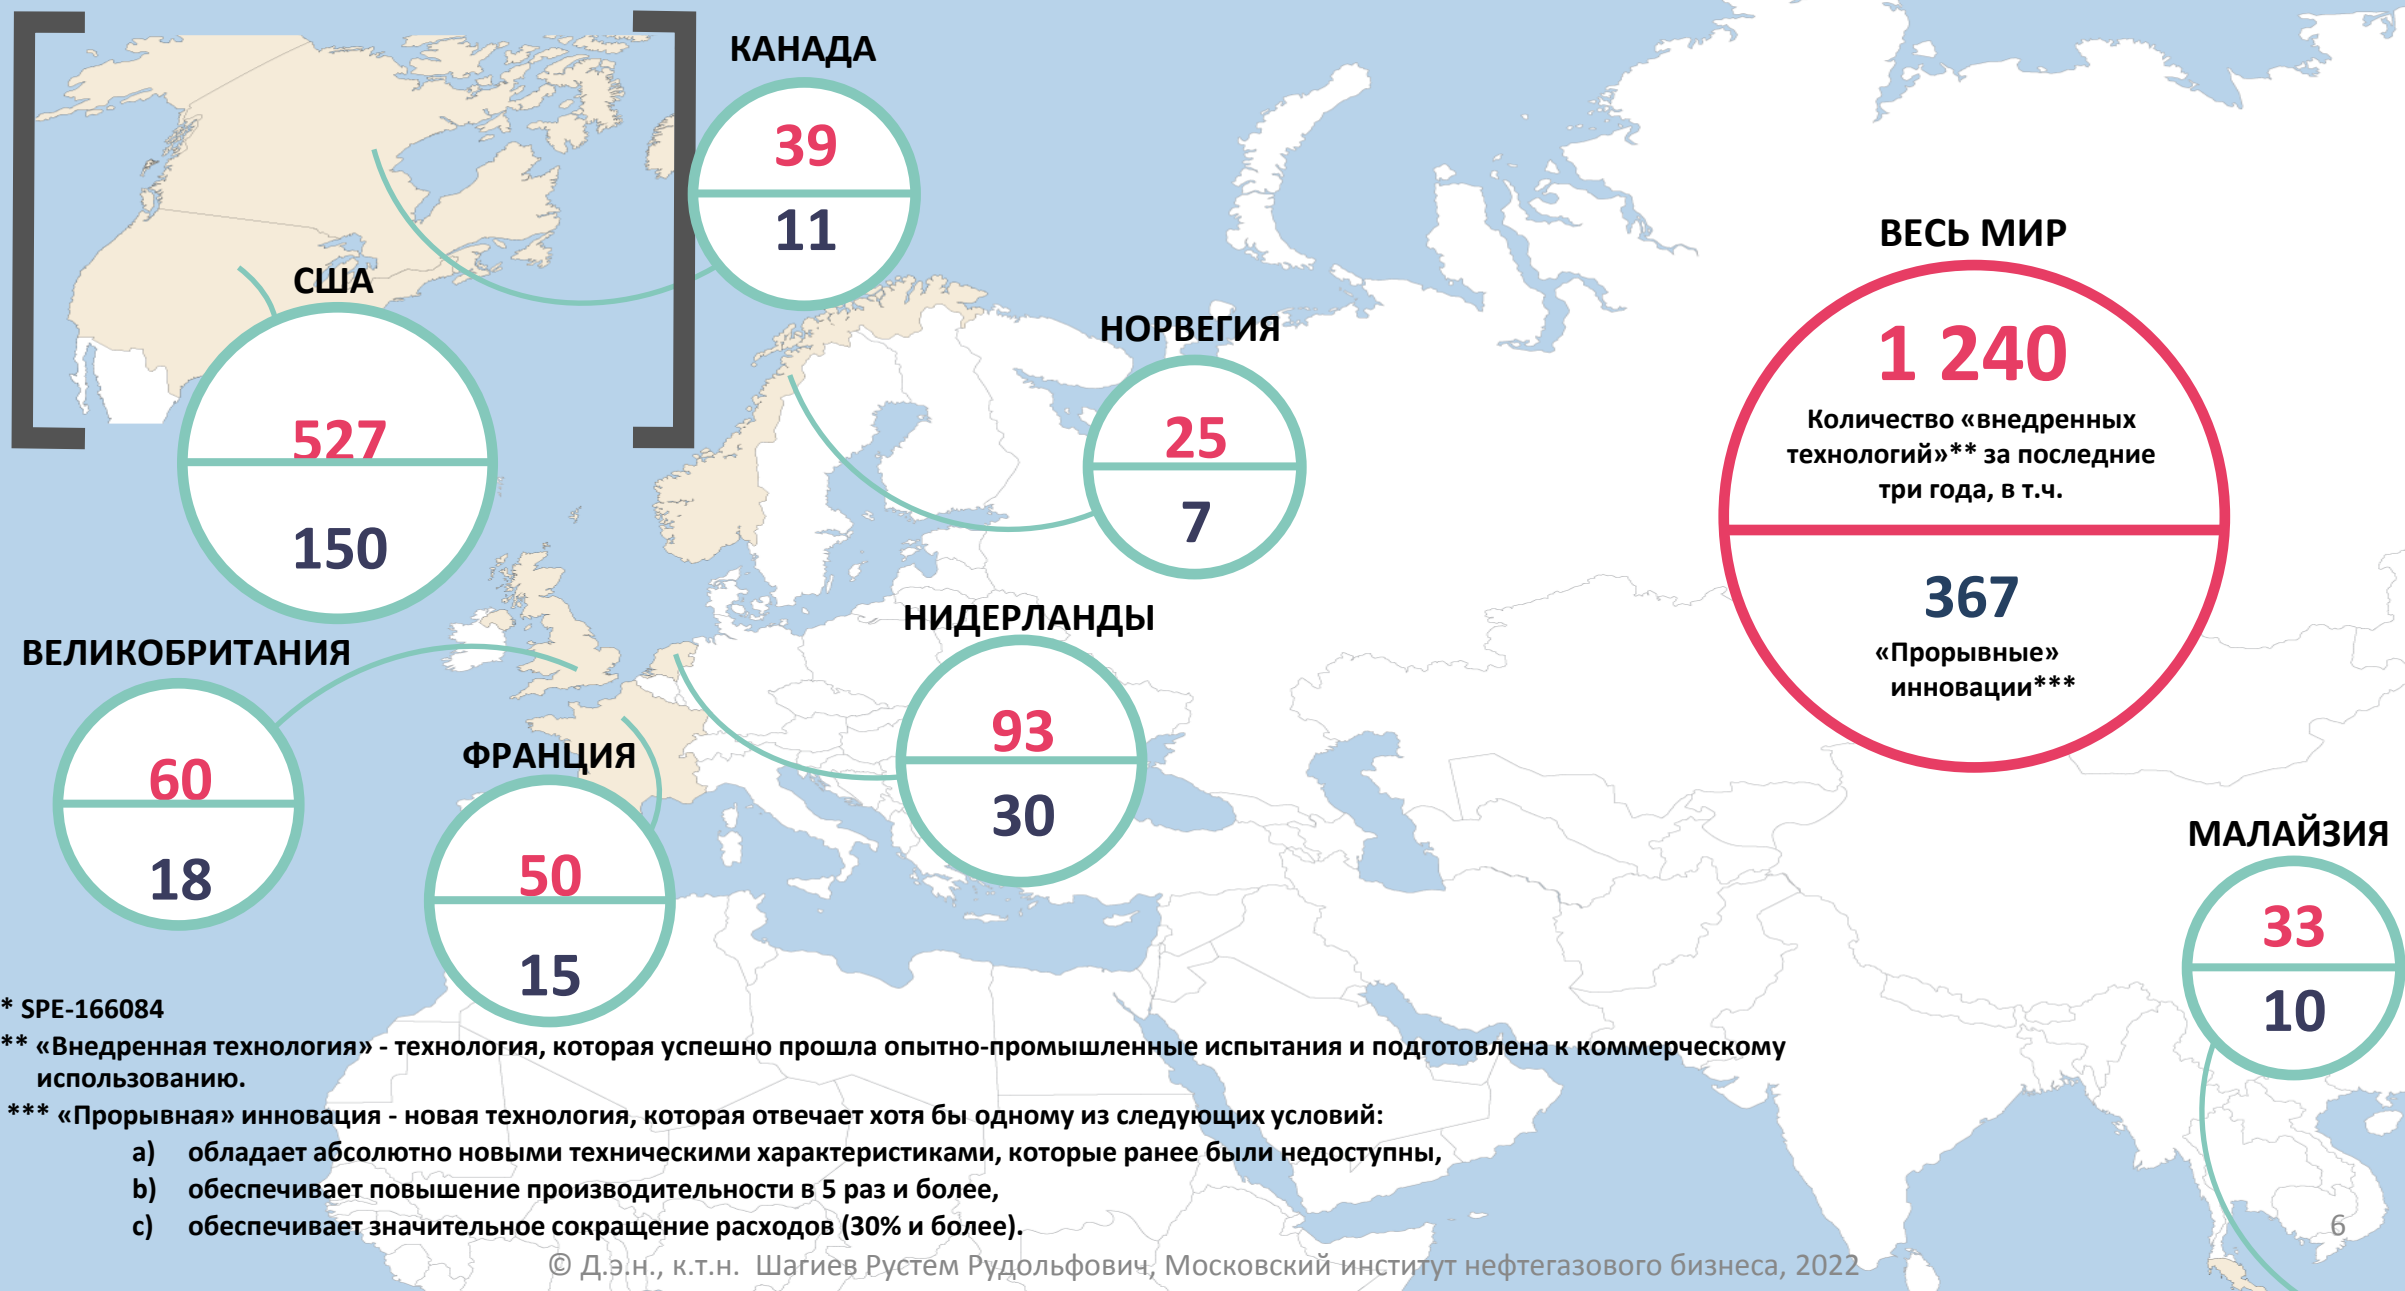 КАНАДА
39
11
США
527
150
НОРВЕГИЯ
25
7
ВЕСЬ МИР
1 240
Количество «внедренных
технологий»** за последние
три года, в т.ч.
367
«Прорывные»
инновации***
НИДЕРЛАНДЫ
93
30
ВЕЛИКОБРИТАНИЯ
60
18
ФРАНЦИЯ
50
15
МАЛАЙЗИЯ
33
10
* SPE-166084
** «Внедренная технология» - технология, которая успешно прошла опытно-промышленные испытания и подготовлена к коммерческому
использованию.
*** «Прорывная» инновация - новая технология, которая отвечает хотя бы одному из следующих условий:
a) обладает абсолютно новыми техническими характеристиками, которые ранее были недоступны,
b) обеспечивает повышение производительности в 5 раз и более,
c) обеспечивает значительное сокращение расходов (30% и более).
6
© Д.э.н., к.т.н. Шагиев Рустем Рудольфович, Московский институт нефтегазового бизнеса, 2022